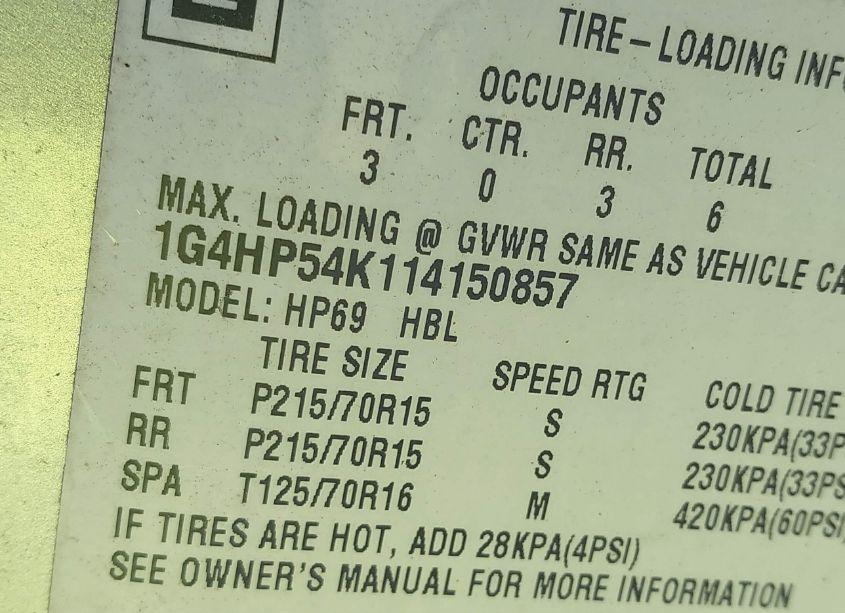 TIRE-LOADING
OCCUPANTS
FRT. CTR. RR. TOTAL
3 0 3 6
MAX. LOADING @ GVWR SAME AS VEHICLE
1G4HP54K114150857
MODEL: HP69 HBL
TIRE SIZE SPEED RTG COLD TIRE
FRT P215/70R15 S 230KPA(33P
RR P215/70R15 S 230KPA(33PS
SPA T125/70R16 M 420KPA(60PSI
IF TIRES ARE HOT, ADD 28KPA(4PSI)
SEE OWNER'S MANUAL FOR MORE INFORMATION